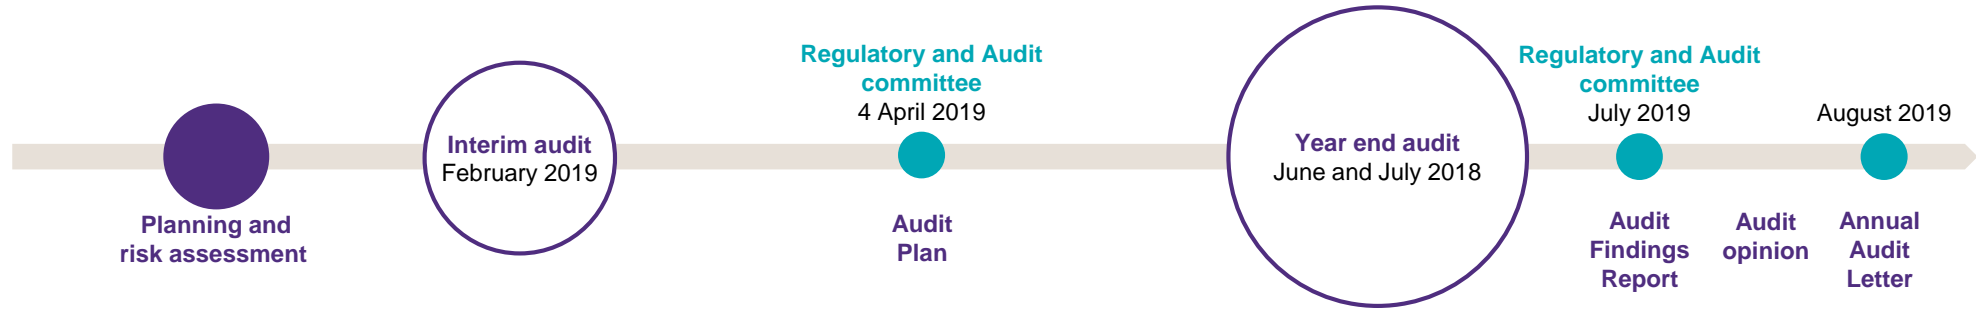 Planning and
risk assessment
Interim audit
February 2019
Regulatory and Audit
committee
4 April 2019
Audit
Plan
Year end audit
June and July 2018
Regulatory and Audit
committee
July 2019
Audit
Findings
Report
Audit
opinion
August 2019
Annual
Audit
Letter